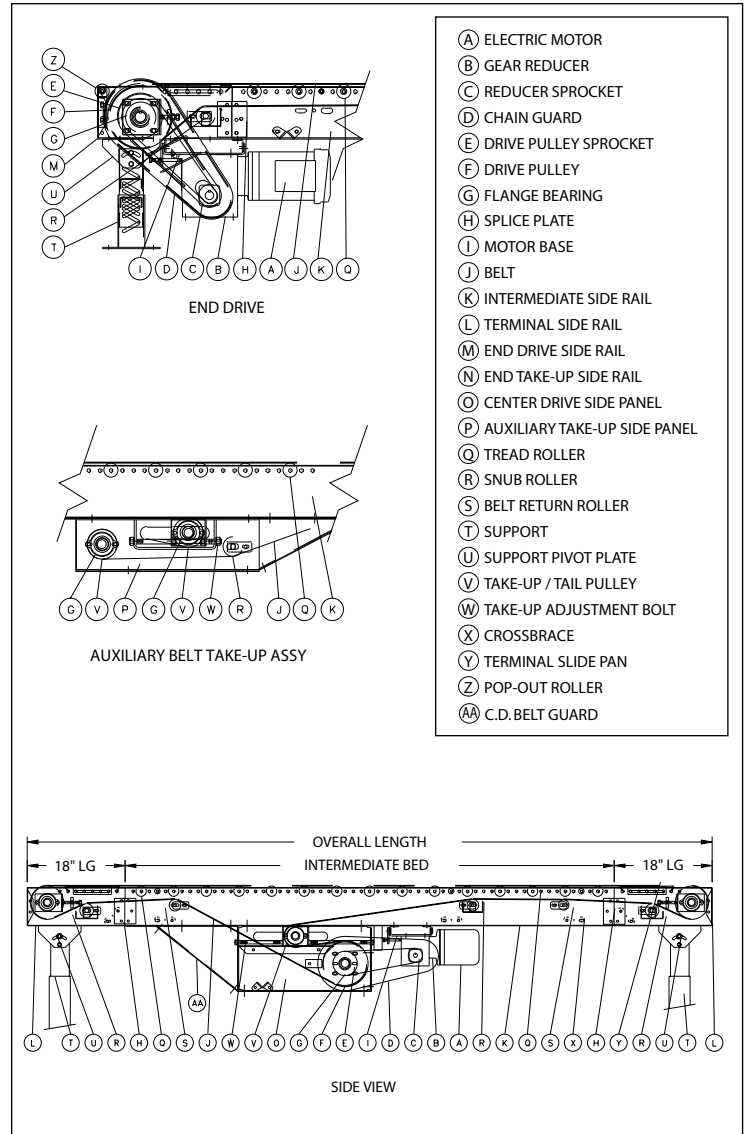 Z
E
F
G
M
U
R
T
I D C B H A J K Q
END DRIVE
G V P G V W R J Q K
AUXILIARY BELT TAKE-UP ASSY
A ELECTRIC MOTOR
B GEAR REDUCER
C REDUCER SPROCKET
D CHAIN GUARD
E DRIVE PULLEY SPROCKET
F DRIVE PULLEY
G FLANGE BEARING
H SPLICE PLATE
I MOTOR BASE
J BELT
K INTERMEDIATE SIDE RAIL
L TERMINAL SIDE RAIL
M END DRIVE SIDE RAIL
N END TAKE-UP SIDE RAIL
O CENTER DRIVE SIDE PANEL
P AUXILIARY TAKE-UP SIDE PANEL
Q TREAD ROLLER
R SNUB ROLLER
S BELT RETURN ROLLER
T SUPPORT
U SUPPORT PIVOT PLATE
V TAKE-UP / TAIL PULLEY
W TAKE-UP ADJUSTMENT BOLT
X CROSSBRACE
Y TERMINAL SLIDE PAN
Z POP-OUT ROLLER
AA C.D. BELT GUARD
OVERALL LENGTH
18" LG INTERMEDIATE BED 18" LG
AA
L T U R H Q S J W V O G F E I D C B A R K Q S X H Y R U T L
SIDE VIEW